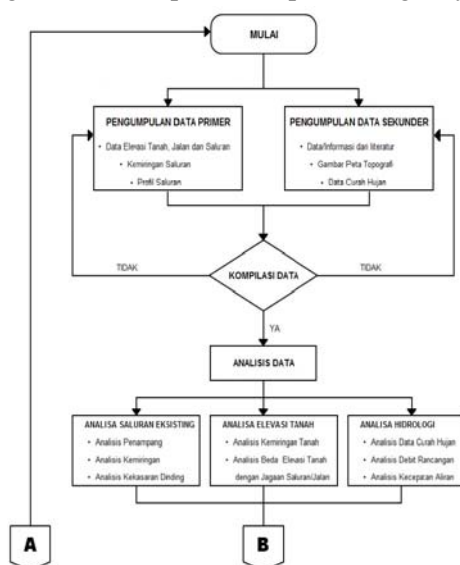 MULAI
PENGUMPULAN DATA PRIMER
• Data Elevasi Tanah, Jalan dan Saluran
• Kemiringan Saluran
• Profil Saluran
PENGUMPULAN DATA SEKUNDER
• Data/Informasi dari literatur
• Gambar Peta Topografi
• Data Curah Hujan
TIDAK
KOMPILASI DATA
TIDAK
YA
ANALISIS DATA
ANALISA SALURAN EKSISTING
• Analisis Penampang
• Analisis Kemiringan
• Analisis Kekasaran Dinding
ANALISA ELEVASI TANAH
• Analisis Kemiringan Tanah
• Analisis Beda Elevasi Tanah
dengan Jagaan Saluran/Jalan
ANALISA HIDROLOGI
• Analisis Data Curah Hujan
• Analisis Debit Rancangan
• Analisis Kecepatan Aliran
A
B